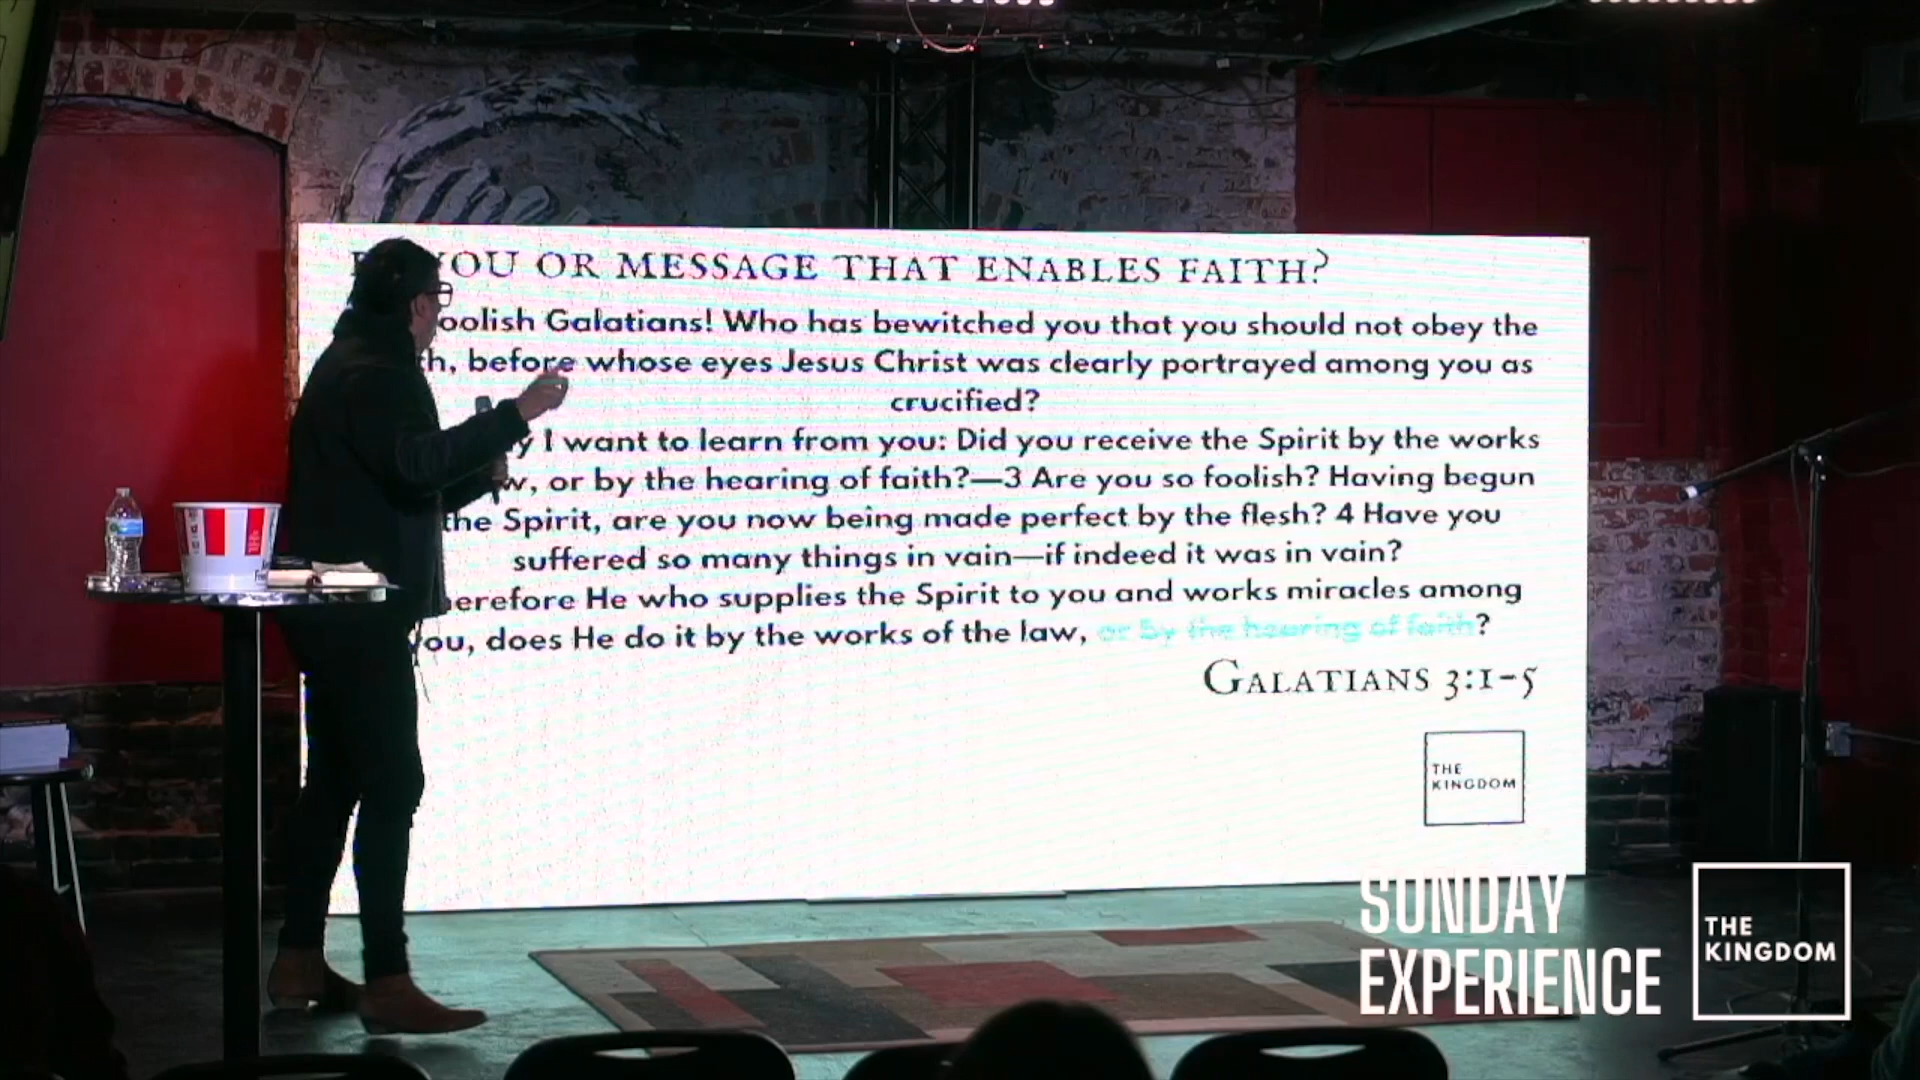 YOU OR MESSAGE THAT ENABLES FAITH?
oolish Galatians! Who has bewitched you that you should not obey the
th, before whose eyes Jesus Christ was clearly portrayed among you as
crucified?
y I want to learn from you: Did you receive the Spirit by the works
w, or by the hearing of faith?—3 Are you so foolish? Having begun
the Spirit, are you now being made perfect by the flesh? 4 Have you
suffered so many things in vain—if indeed it was in vain?
herefore He who supplies the Spirit to you and works miracles among
you, does He do it by the works of the law, or by the hearing of faith?
GALATIANS 3:1-5
THE
KINGDOM
SUNDAY
EXPERIENCE
THE
KINGDOM